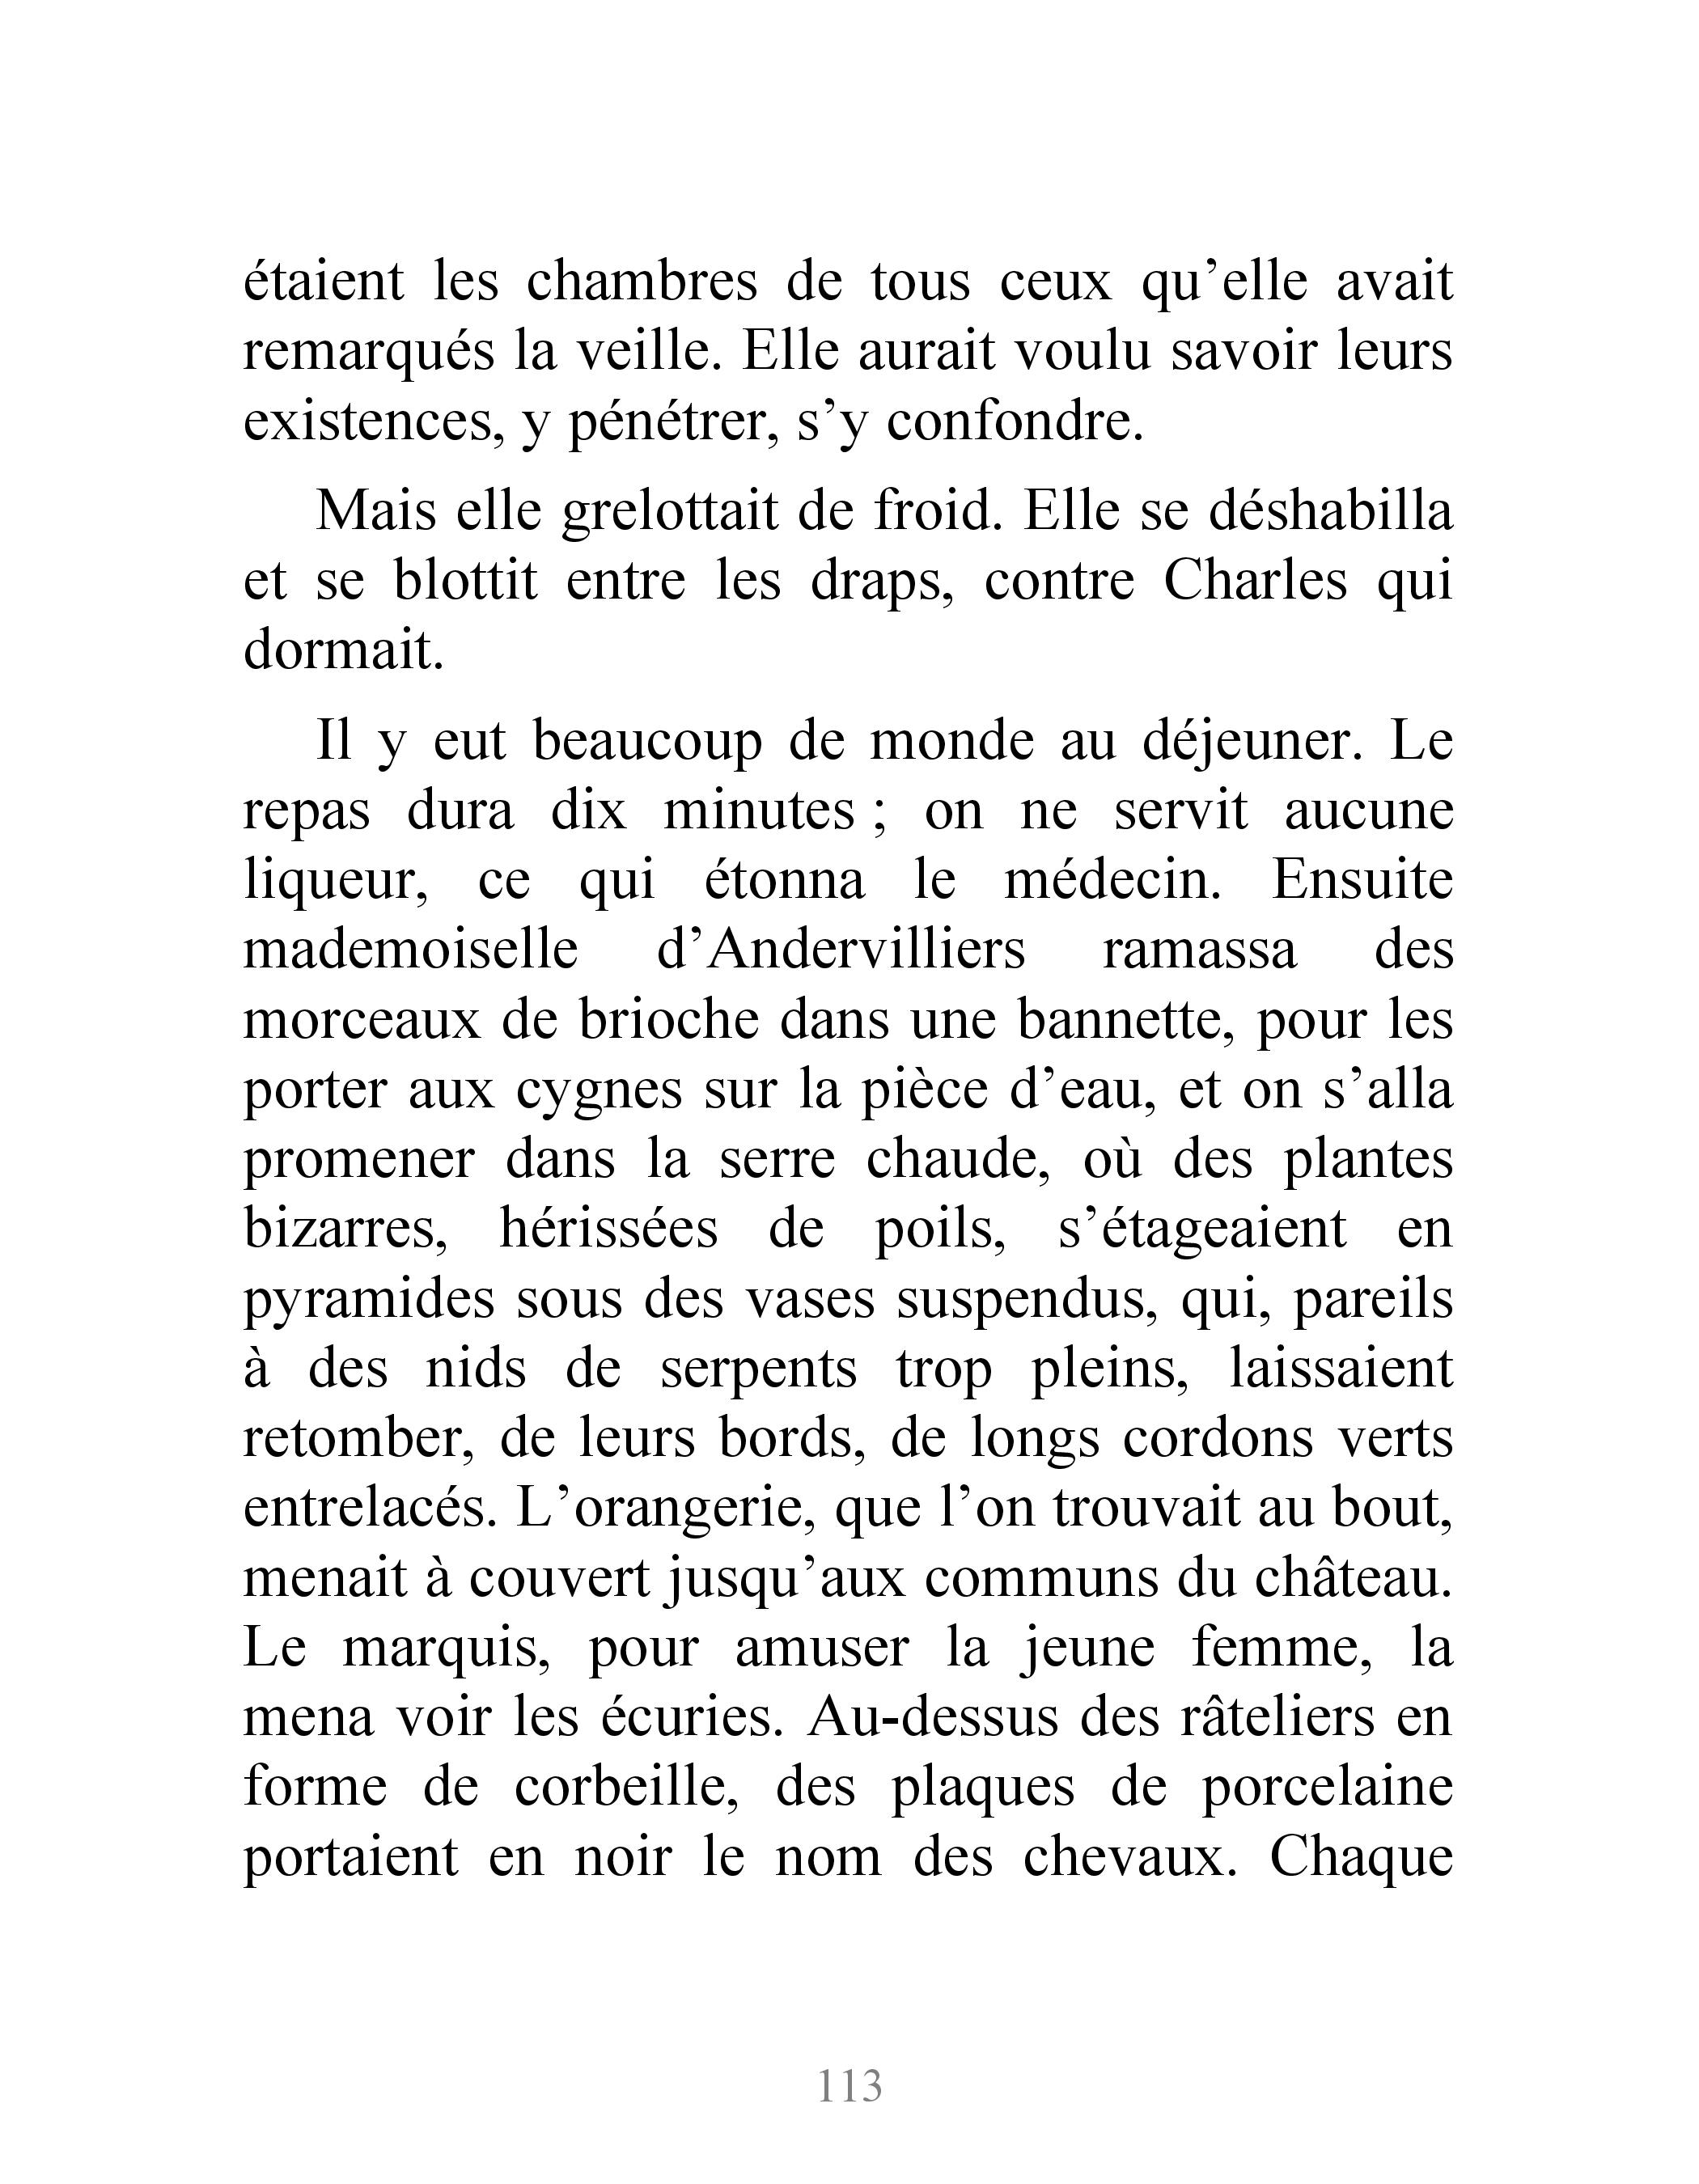 étaient les chambres de tous ceux qu’elle avait
remarqués la veille. Elle aurait voulu savoir leurs
existences, y pénétrer, s’y confondre.
Mais elle grelottait de froid. Elle se déshabilla
et se blottit entre les draps, contre Charles qui
dormait.
Il y eut beaucoup de monde au déjeuner. Le
repas dura dix minutes ; on ne servit aucune
liqueur, ce qui étonna le médecin. Ensuite
mademoiselle d’Andervilliers ramassa des
morceaux de brioche dans une bannette, pour les
porter aux cygnes sur la pièce d’eau, et on s’alla
promener dans la serre chaude, où des plantes
bizarres, hérissées de poils, s’étageaient en
pyramides sous des vases suspendus, qui, pareils
à des nids de serpents trop pleins, laissaient
retomber, de leurs bords, de longs cordons verts
entrelacés. L’orangerie, que l’on trouvait au bout,
menait à couvert jusqu’aux communs du château.
Le marquis, pour amuser la jeune femme, la
mena voir les écuries. Au-dessus des râteliers en
forme de corbeille, des plaques de porcelaine
portaient en noir le nom des chevaux. Chaque
113